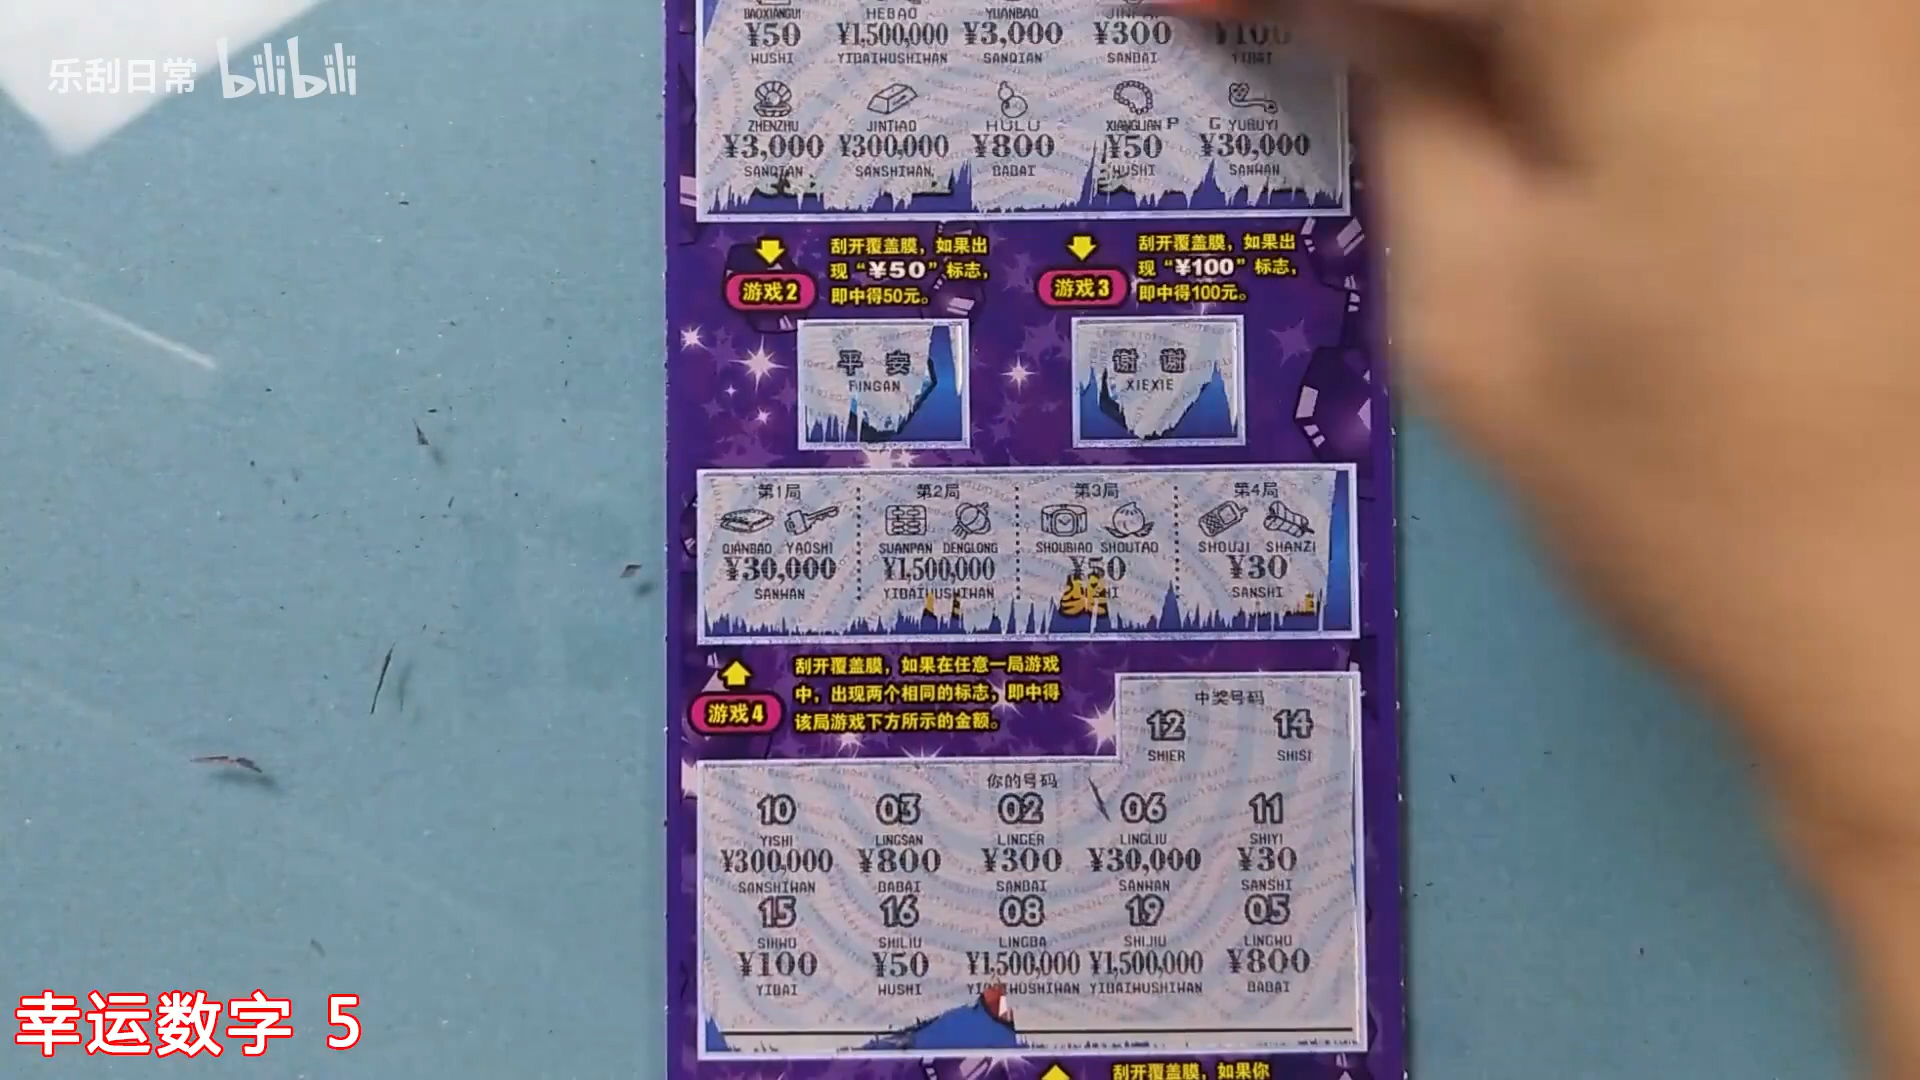 乐刮日常 bilibili
BAOXIANGUI HEBAO YUANBAO
¥50 ¥1,500,000 ¥3,000 ¥300 ¥100
WUSHI YIBAIWUSHIWAN SANQIAN SANBAI YIBAI
ZHENZHU JINTIAO HULU XIANGLIAN P G YURUYI
¥3,000 ¥300,000 ¥800 ¥50 ¥30,000
SANQIAN SANSHIWAN BABAI WUSHI SANWAN
刮开覆盖膜，如果出
现“¥50”标志，
即中得50元。
游戏2
刮开覆盖膜，如果出
现“¥100”标志，
即中得100元。
游戏3
平安
PINGAN
谢谢
XIEXIE
第1局 第2局 第3局 第4局
QIANBAO YAOSHI SUANPAN DENGLONG SHOUBIAO SHOUTAO SHOUJI SHANZI
¥30,000 ¥1,500,000 ¥50 ¥30
SANWAN YIBAIWUSHIWAN SANSHI
游戏4
刮开覆盖膜，如果在任意一局游戏
中，出现两个相同的标志，即中得
该局游戏下方所示的金额。
中奖号码
12 14
SHIER SHISI
你的号码
10 03 02 06 11
YISHI LINGSAN LINGER LINGLIU SHIYI
¥300,000 ¥800 ¥300 ¥30,000 ¥30
SANSHIWAN BABAI SANBAI SANWAN SANSHI
15 16 08 19 05
SHIWU SHILIU LINGBA SHIJIU LINGWU
¥100 ¥50 ¥1,500,000 ¥1,500,000 ¥800
YIBAI WUSHI YIBAIWUSHIWAN YIBAIWUSHIWAN BABAI
刮开覆盖膜，如果你
幸运数字 5